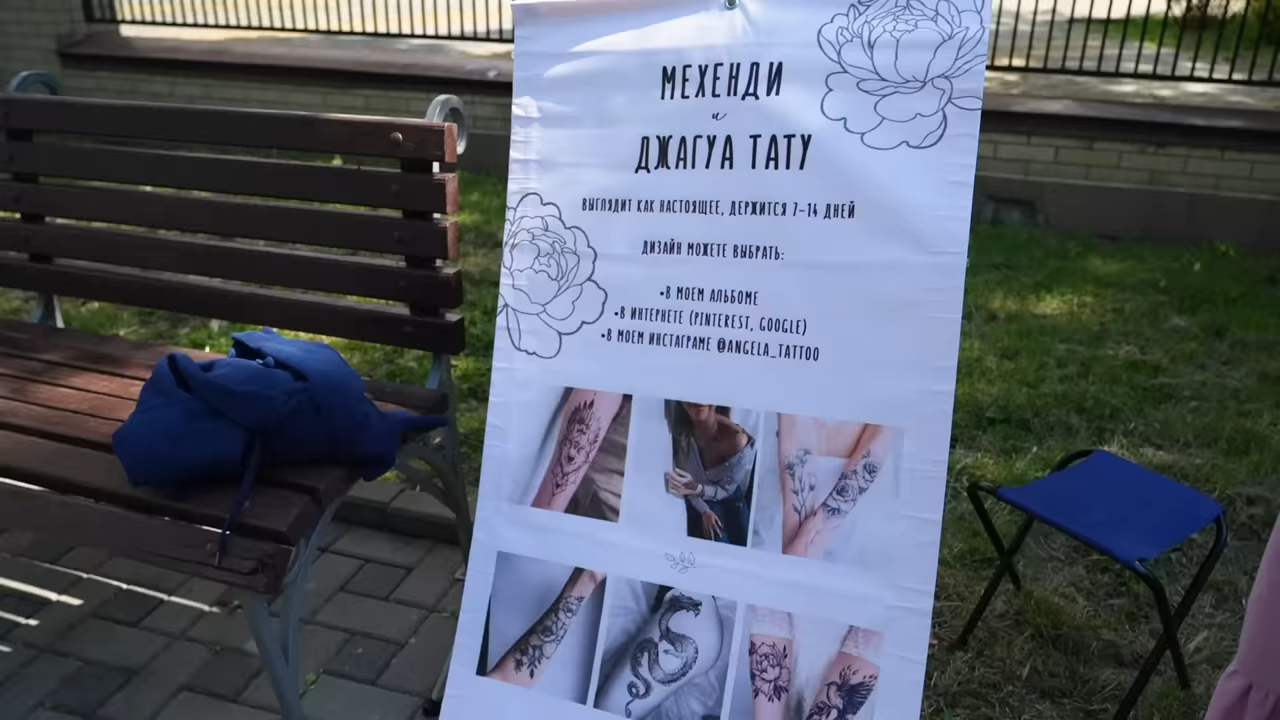 МЕХЕНДИ
и
ДЖАГУА ТАТУ
ВЫГЛЯДИТ КАК НАСТОЯЩЕЕ, ДЕРЖИТСЯ 7-14 ДНЕЙ
ДИЗАЙН МОЖЕТЕ ВЫБРАТЬ:
•В МОЕМ АЛЬБОМЕ
•В ИНТЕРНЕТЕ (PINTEREST, GOOGLE)
•В МОЕМ ИНСТАГРАМЕ @ANGELA_TATTOO